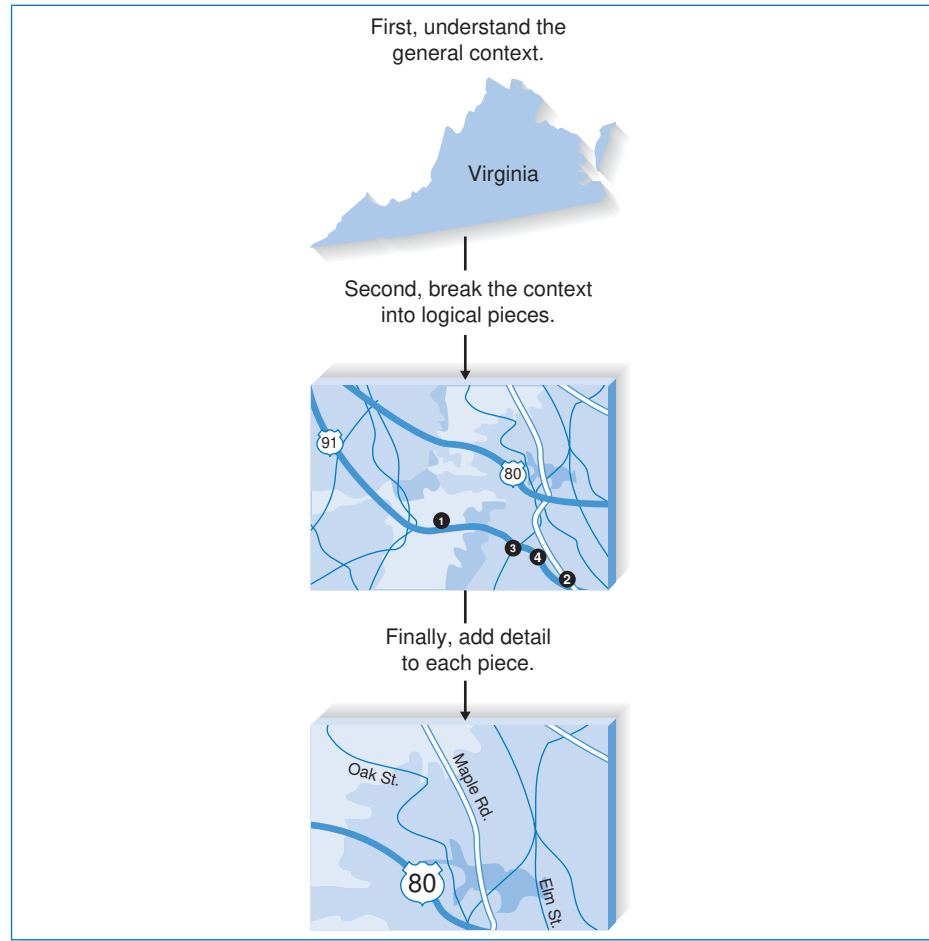 First, understand the
general context.
Virginia
Second, break the context
into logical pieces.
91
80
1
3
4
2
Finally, add detail
to each piece.
Oak St.
Maple Rd.
80
Elm St.